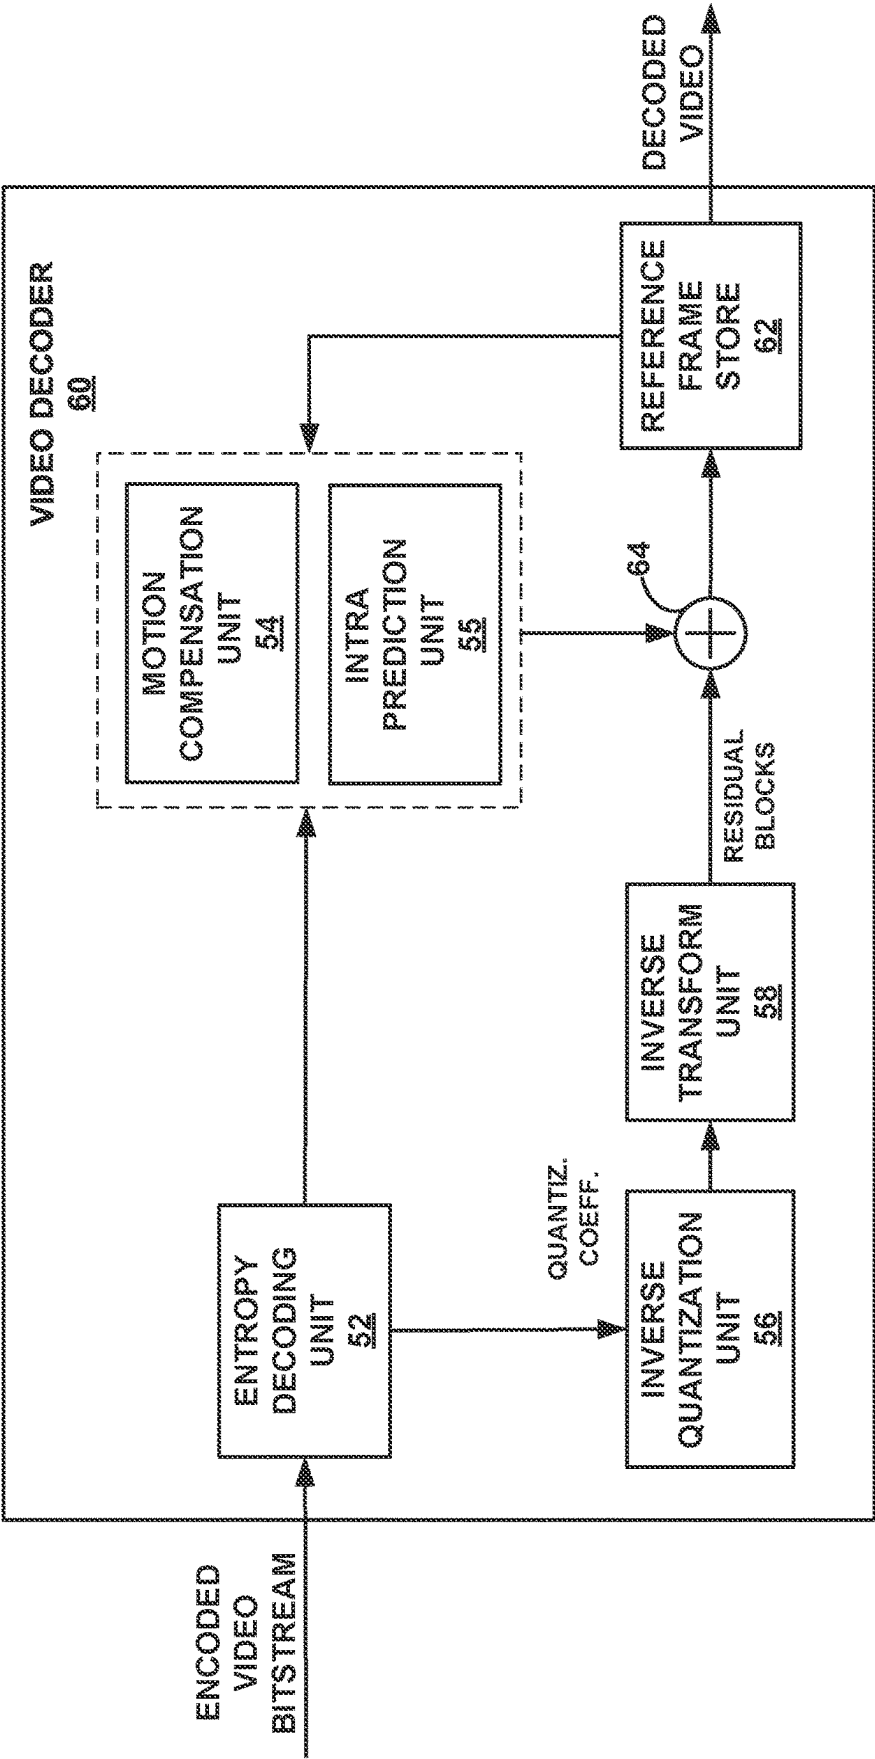 VIDEO DECODER
60
ENCODED
VIDEO
BITSTREAM
ENTROPY
DECODING
UNIT
52
MOTION
COMPENSATION
UNIT
54
INTRA
PREDICTION
UNIT
55
QUANTIZ.
COEFF.
INVERSE
QUANTIZATION
UNIT
56
INVERSE
TRANSFORM
UNIT
58
RESIDUAL
BLOCKS
64
REFERENCE
FRAME
STORE
62
DECODED
VIDEO